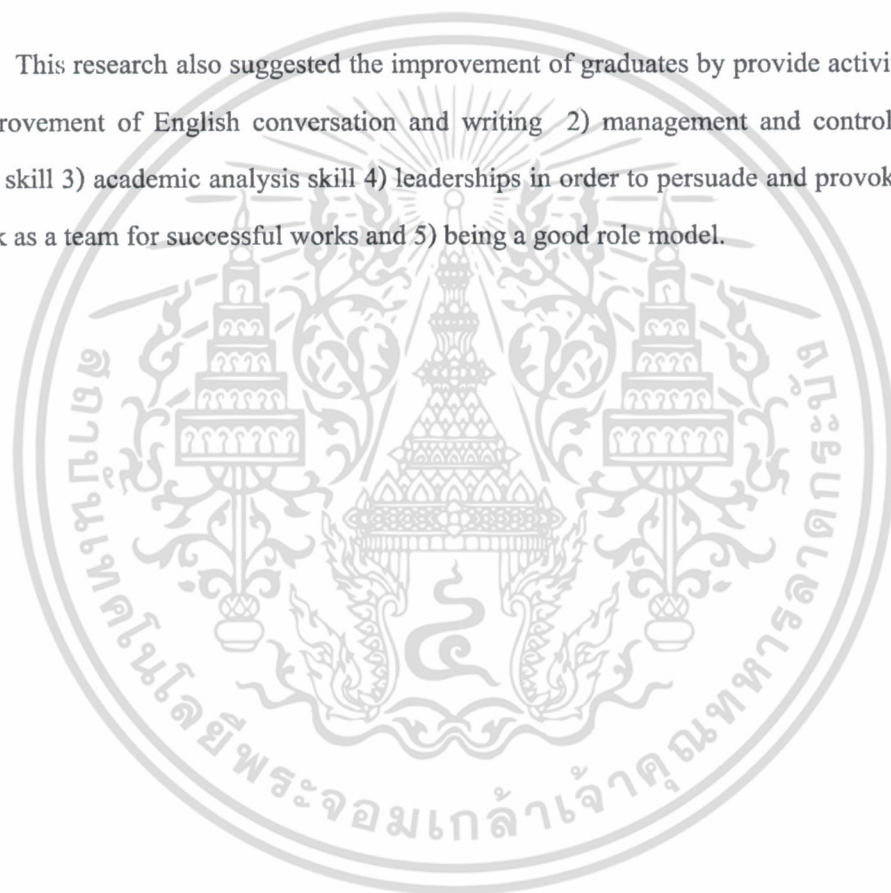 This research also suggested the improvement of graduates by provide activi
rovement of English conversation and writing 2) management and control
skill 3) academic analysis skill 4) leaderships in order to persuade and provok
as a team for successful works and 5) being a good role model.
สถาบันเทคโนโลยีพระจอมเกล้าเจ้าคุณทหารลาดกระบัง